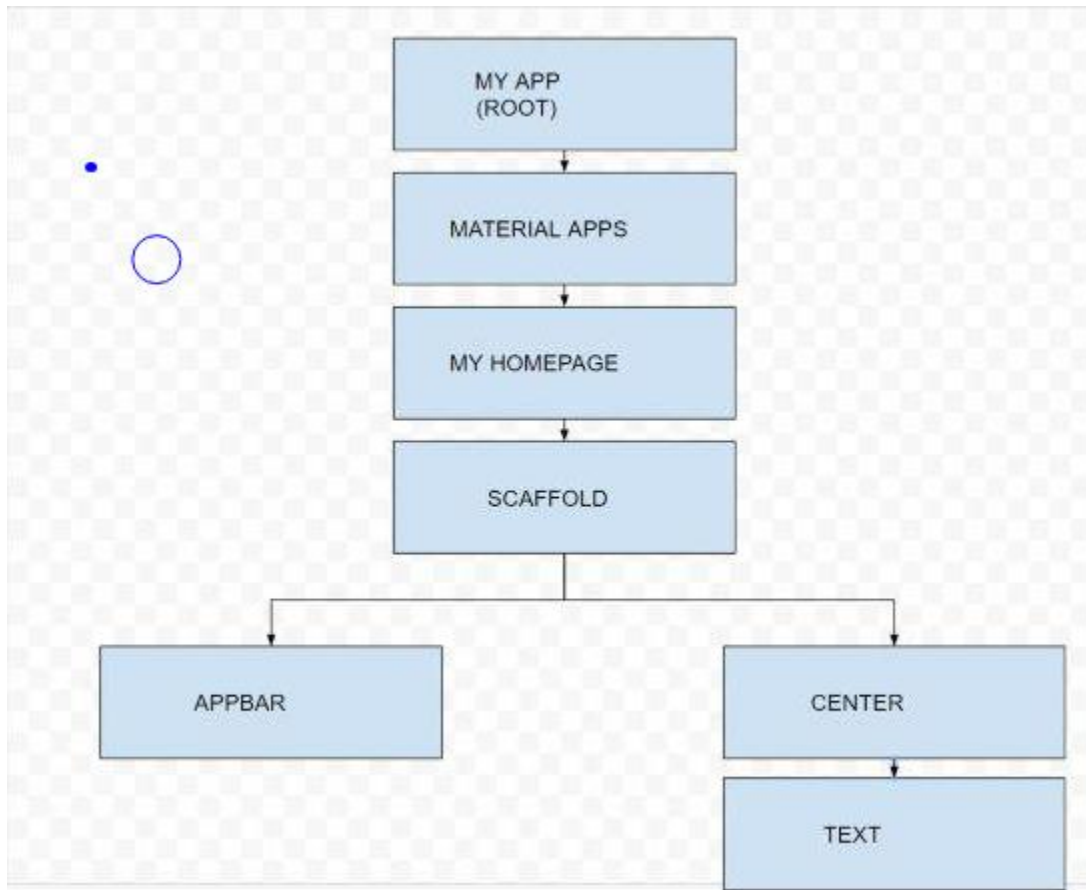 MY APP
(ROOT)
MATERIAL APPS
MY HOMEPAGE
SCAFFOLD
APPBAR
CENTER
TEXT